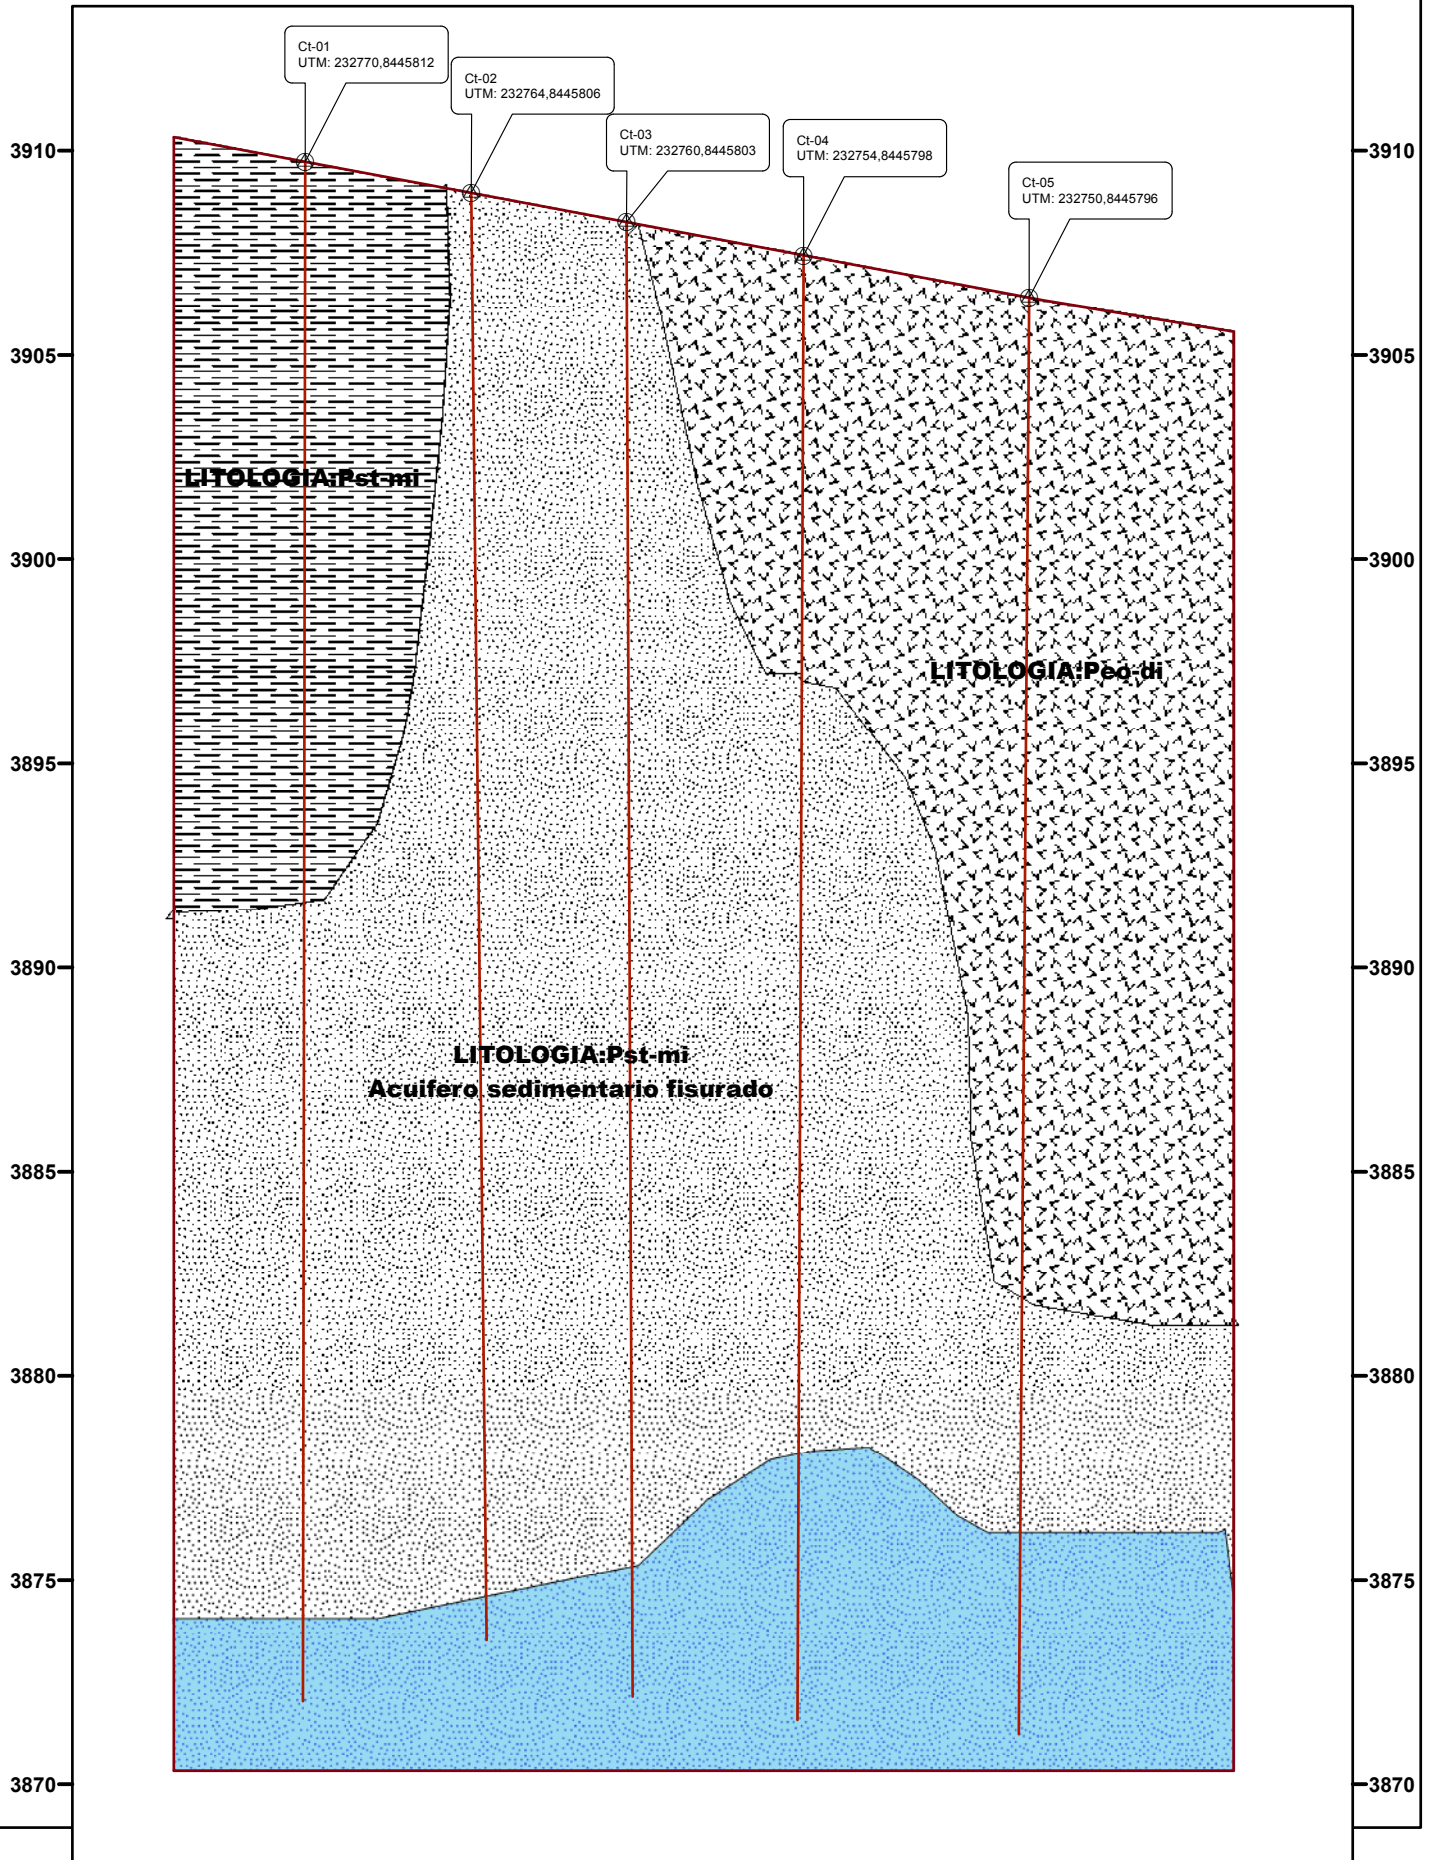 Ct-01
UTM: 232770,8445812
Ct-02
UTM: 232764,8445806
Ct-03
UTM: 232760,8445803
Ct-04
UTM: 232754,8445798
Ct-05
UTM: 232750,8445796
3910
3910
3905
3905
LITOLOGIA:Pst-mi
3900
3900
LITOLOGIA:Peo-di
3895
3895
3890
3890
LITOLOGIA:Pst-mi
Acuifero sedimentario fisurado
3885
3885
3880
3880
3875
3875
3870
3870